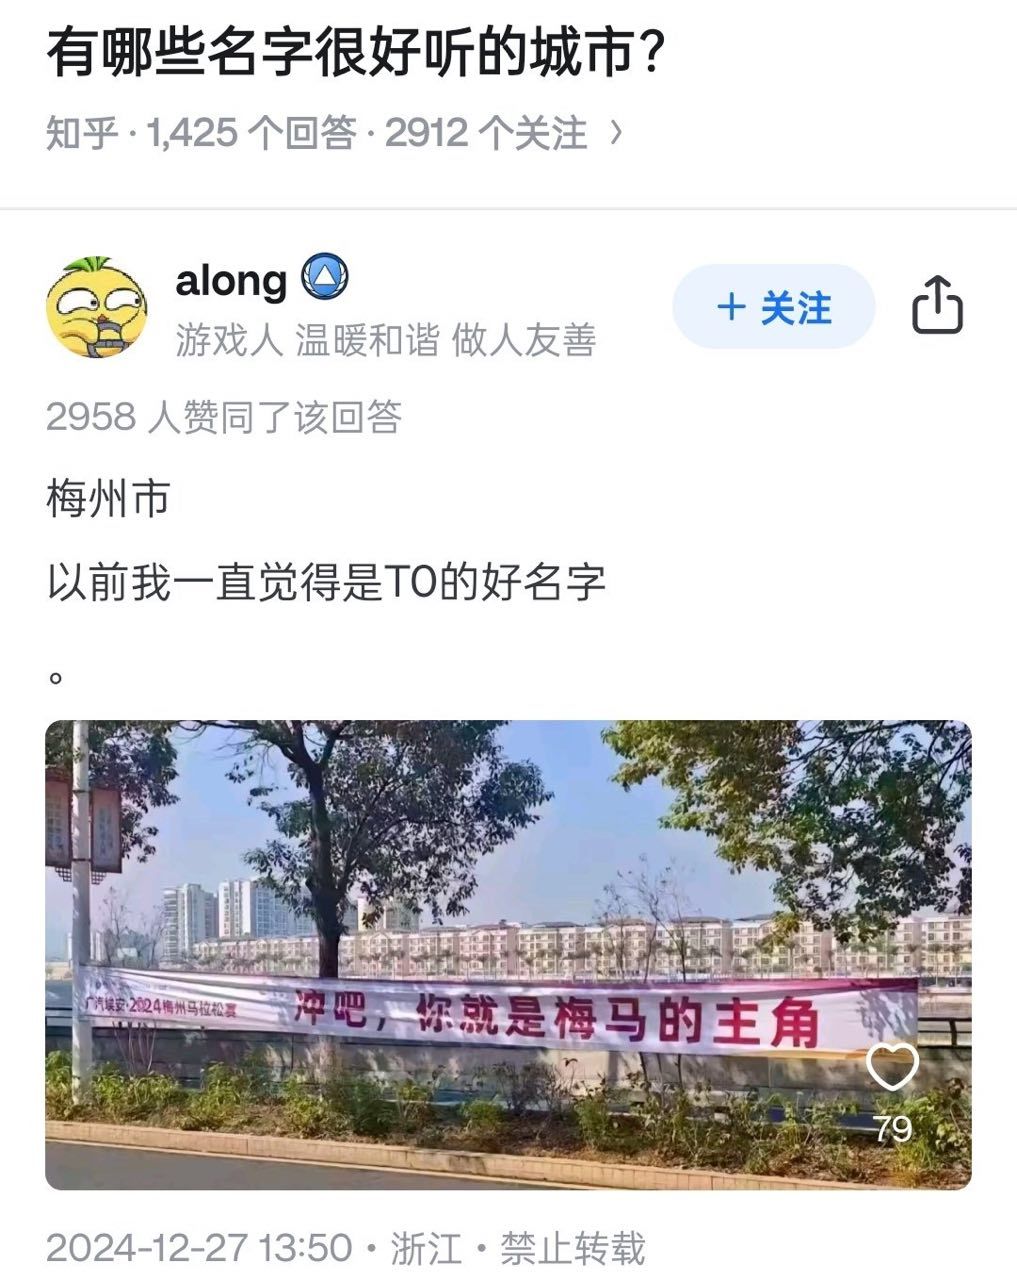 有哪些名字很好听的城市？
知乎 · 1,425 个回答 · 2912 个关注 〉
along
+ 关注
游戏人 温暖和谐 做人友善
2958 人赞同了该回答
梅州市
以前我一直觉得是T0的好名字
。
广汽埃安·2024梅州马拉松赛 冲吧，你就是梅马的主角
79
2024-12-27 13:50 · 浙江 · 禁止转载